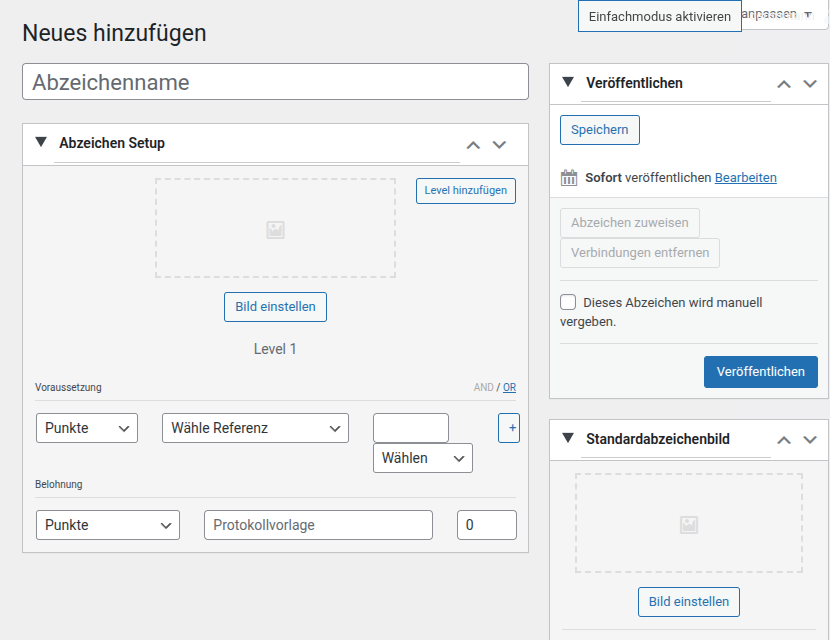 Einfachmodus aktivieren
anpassen
Neues hinzufügen
Abzeichenname
Abzeichen Setup
Level hinzufügen
Bild einstellen
Level 1
Voraussetzung AND / OR
Punkte Wähle Referenz +
Wählen
Belohnung
Punkte Protokollvorlage 0
Veröffentlichen
Speichern
Sofort veröffentlichen Bearbeiten
Abzeichen zuweisen
Verbindungen entfernen
Dieses Abzeichen wird manuell
vergeben.
Veröffentlichen
Standardabzeichenbild
Bild einstellen